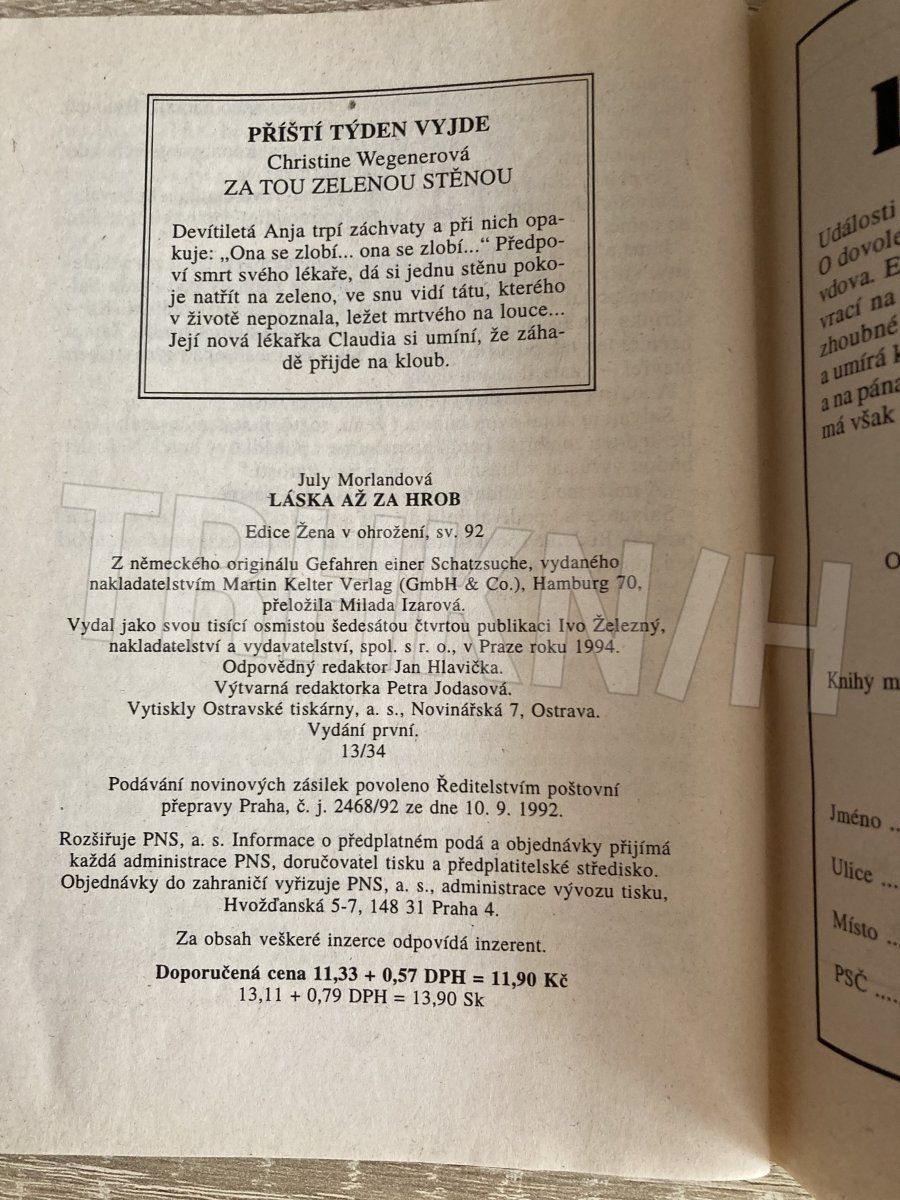 PŘÍŠTÍ TÝDEN VYJDE
Christine Wegenerová
ZA TOU ZELENOU STĚNOU
Devítiletá Anja trpí záchvaty a při nich opa-
kuje: „Ona se zlobí... ona se zlobí...“ Předpo-
ví smrt svého lékaře, dá si jednu stěnu poko-
je natřít na zeleno, ve snu vidí tátu, kterého
v životě nepoznala, ležet mrtvého na louce...
Její nová lékařka Claudia si umíní, že záha-
dě přijde na kloub.
July Morlandová
LÁSKA AŽ ZA HROB
Edice Žena v ohrožení, sv. 92
Z německého originálu Gefahren einer Schatzsuche, vydaného
nakladatelstvím Martin Kelter Verlag (GmbH & Co.), Hamburg 70,
přeložila Milada Izarová.
Vydal jako svou tisící osmistou šedesátou čtvrtou publikaci Ivo Železný,
nakladatelství a vydavatelství, spol. s r. o., v Praze roku 1994.
Odpovědný redaktor Jan Hlavička.
Výtvarná redaktorka Petra Jodasová.
Vytiskly Ostravské tiskárny, a. s., Novinářská 7, Ostrava.
Vydání první.
13/34
Podávání novinových zásilek povoleno Ředitelstvím poštovní
přepravy Praha, č. j. 2468/92 ze dne 10. 9. 1992.
Rozšiřuje PNS, a. s. Informace o předplatném podá a objednávky přijímá
každá administrace PNS, doručovatel tisku a předplatitelské středisko.
Objednávky do zahraničí vyřizuje PNS, a. s., administrace vývozu tisku,
Hvožďanská 5-7, 148 31 Praha 4.
Za obsah veškeré inzerce odpovídá inzerent.
Doporučená cena 11,33 + 0,57 DPH = 11,90 Kč
13,11 + 0,79 DPH = 13,90 Sk
Události
O dovole
vdova. E
vrací na
zhoubné
a umírá k
a na pána
má však
O
Knihy m
Jméno ..
Ulice ...
Místo ..
PSČ ....